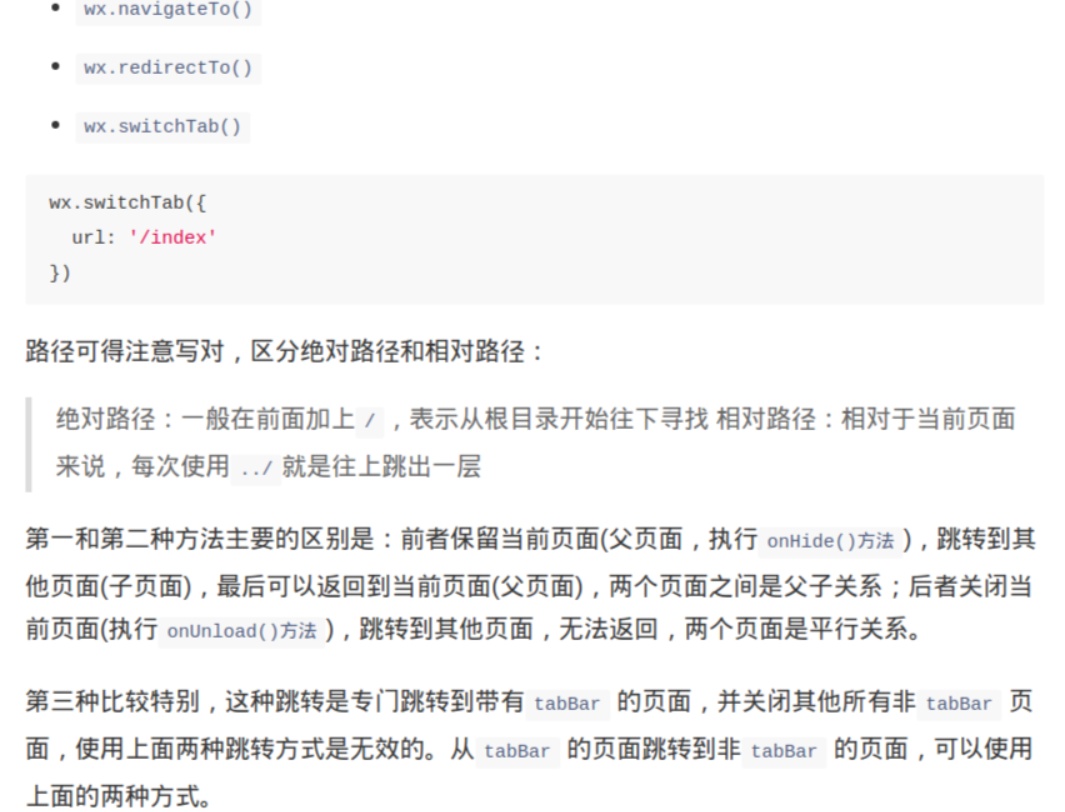 wx.navigateTo()
wx.redirectTo()
wx.switchTab()
wx.switchTab({
  url: '/index'
})
路径可得注意写对，区分绝对路径和相对路径：
绝对路径：一般在前面加上 / ，表示从根目录开始往下寻找 相对路径：相对于当前页面
来说，每次使用 ../ 就是往上跳出一层
第一和第二种方法主要的区别是：前者保留当前页面(父页面，执行 onHide()方法 )，跳转到其
他页面(子页面)，最后可以返回到当前页面(父页面)，两个页面之间是父子关系；后者关闭当
前页面(执行 onUnload()方法 )，跳转到其他页面，无法返回，两个页面是平行关系。
第三种比较特别，这种跳转是专门跳转到带有 tabBar 的页面，并关闭其他所有非 tabBar 页
面，使用上面两种跳转方式是无效的。从 tabBar 的页面跳转到非 tabBar 的页面，可以使用
上面的两种方式。